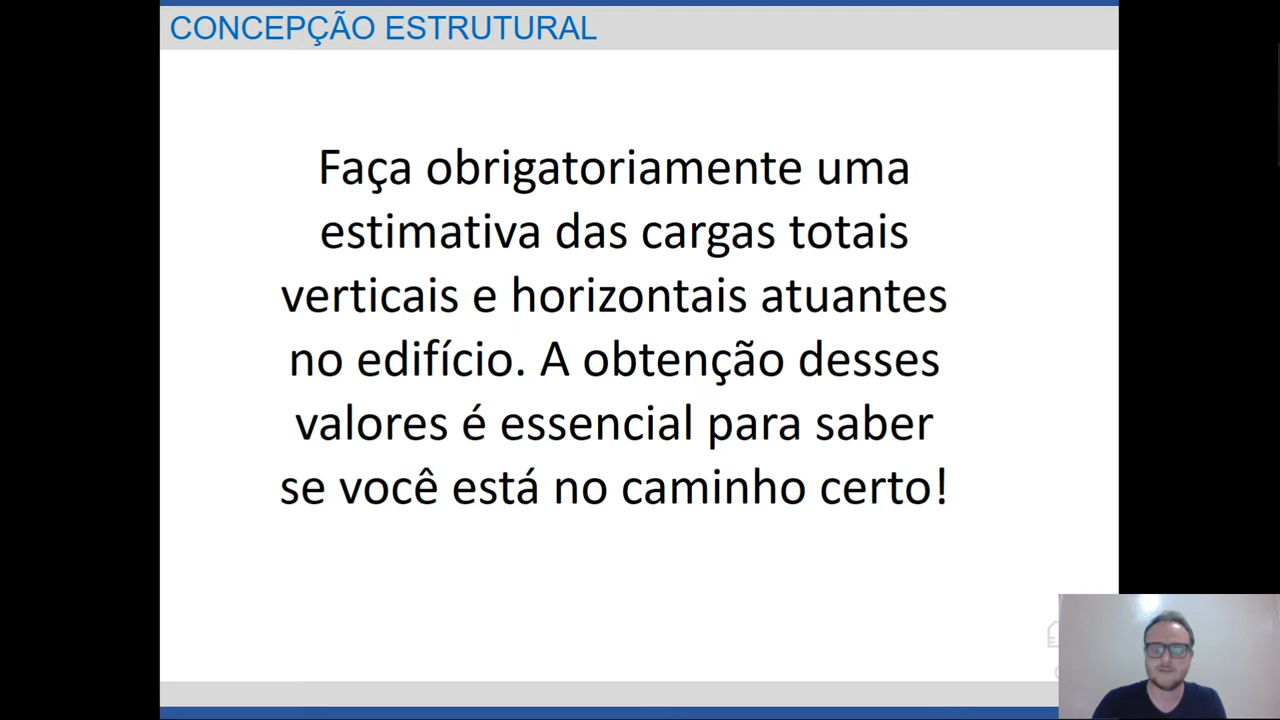 CONCEPÇÃO ESTRUTURAL
Faça obrigatoriamente uma
estimativa das cargas totais
verticais e horizontais atuantes
no edifício. A obtenção desses
valores é essencial para saber
se você está no caminho certo!